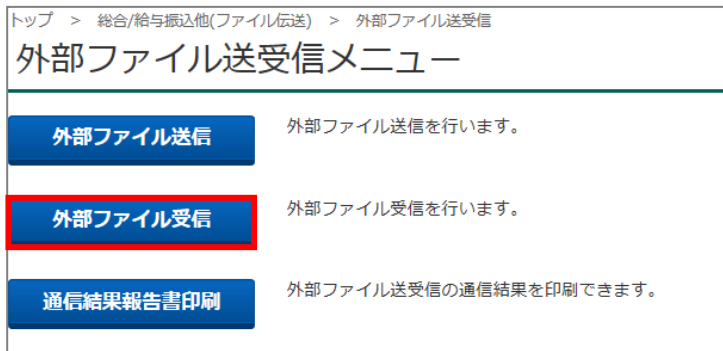 トップ > 総合/給与振込他(ファイル伝送) > 外部ファイル送受信
外部ファイル送受信メニュー
外部ファイル送信 外部ファイル送信を行います。
外部ファイル受信 外部ファイル受信を行います。
通信結果報告書印刷 外部ファイル送受信の通信結果を印刷できます。